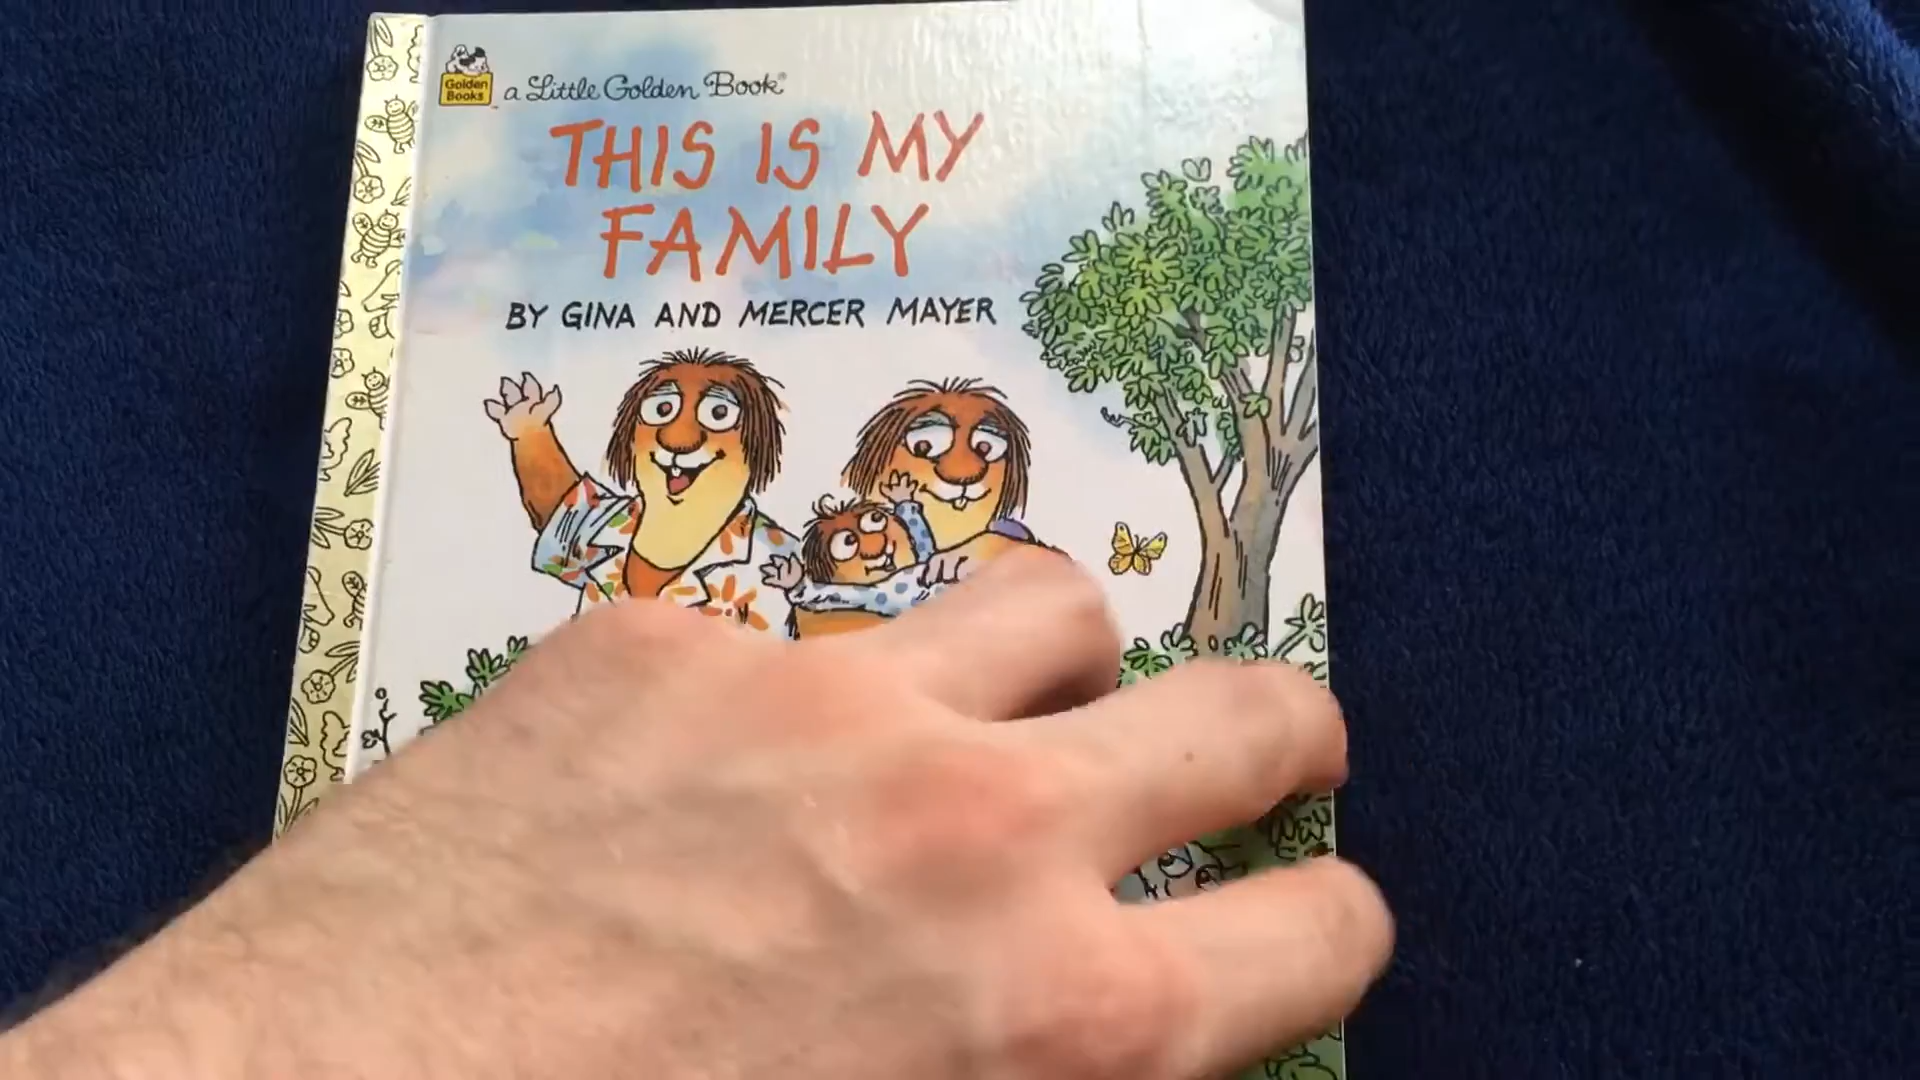 Golden
Books
a Little Golden Book®
THIS IS MY
FAMILY
BY GINA AND MERCER MAYER